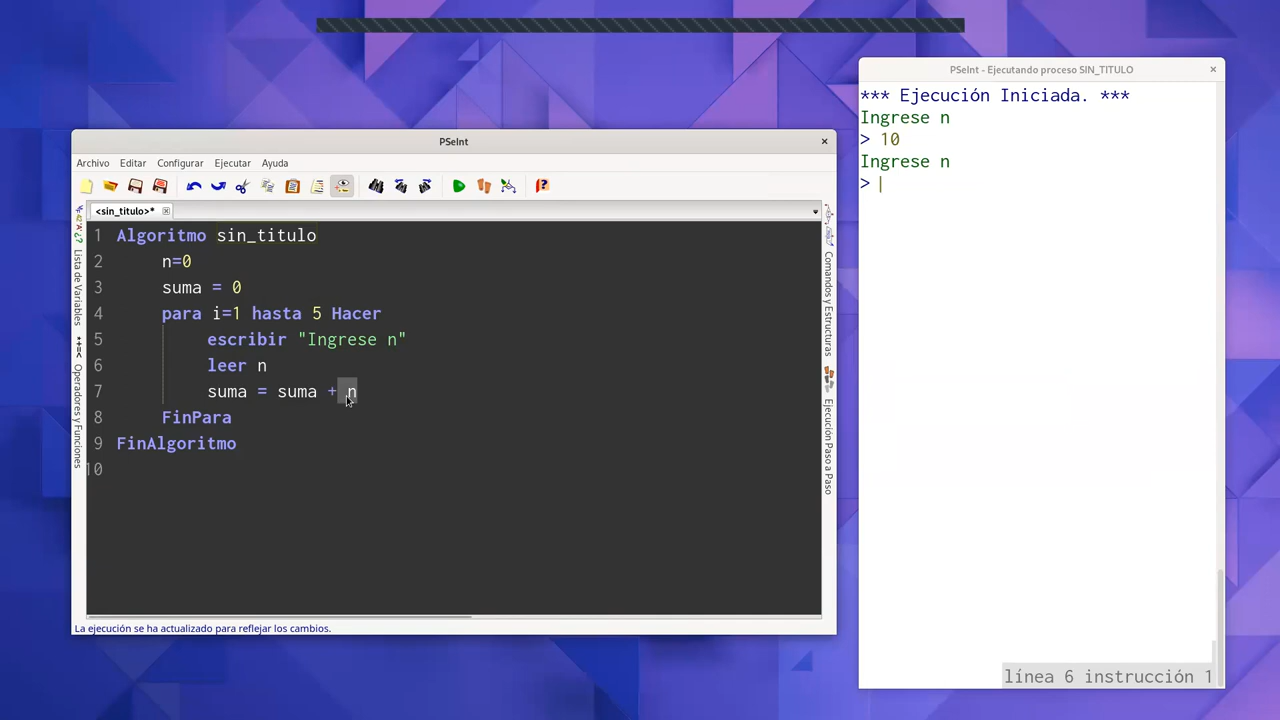 PSeInt
Archivo Editar Configurar Ejecutar Ayuda
<sin_titulo>*
Lista de Variables
Operadores y Funciones
1 Algoritmo sin_titulo
2 n=0
3 suma = 0
4 para i=1 hasta 5 Hacer
5 escribir "Ingrese n"
6 leer n
7 suma = suma + n
8 FinPara
9 FinAlgoritmo
10
Comandos y Estructuras
Ejecución Paso a Paso
La ejecución se ha actualizado para reflejar los cambios.
PSeInt - Ejecutando proceso SIN_TITULO
*** Ejecución Iniciada. ***
Ingrese n
> 10
Ingrese n
>
línea 6 instrucción 1